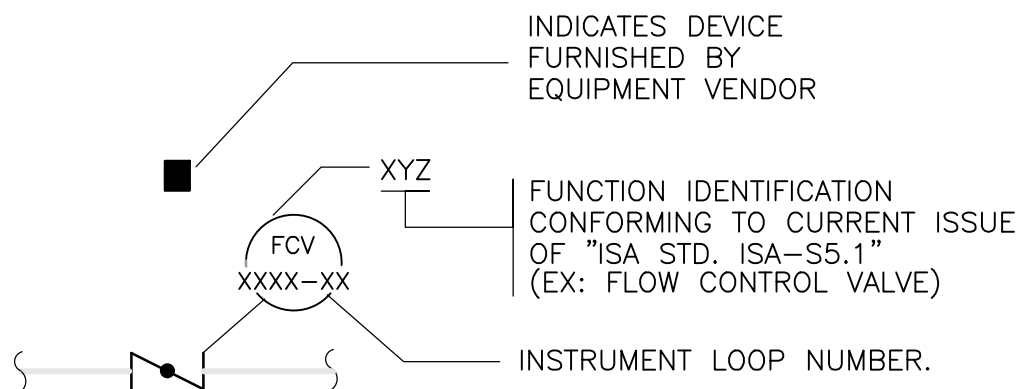 INDICATES DEVICE
FURNISHED BY
EQUIPMENT VENDOR
XYZ
FUNCTION IDENTIFICATION
CONFORMING TO CURRENT ISSUE
OF "ISA STD. ISA-S5.1"
(EX: FLOW CONTROL VALVE)
FCV
XXXX-XX
INSTRUMENT LOOP NUMBER.